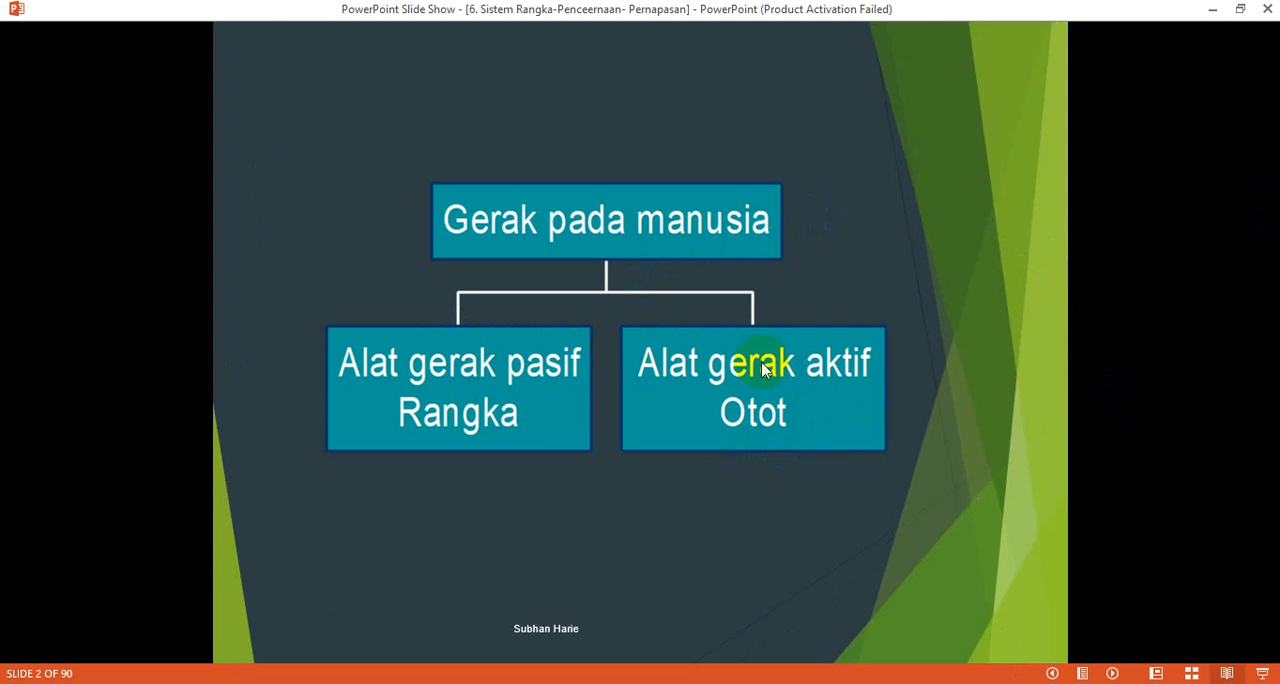 PowerPoint Slide Show - [6. Sistem Rangka-Penceernaan- Pernapasan] - PowerPoint (Product Activation Failed)
Gerak pada manusia
Alat gerak pasif
Rangka
Alat gerak aktif
Otot
Subhan Harie
SLIDE 2 OF 90